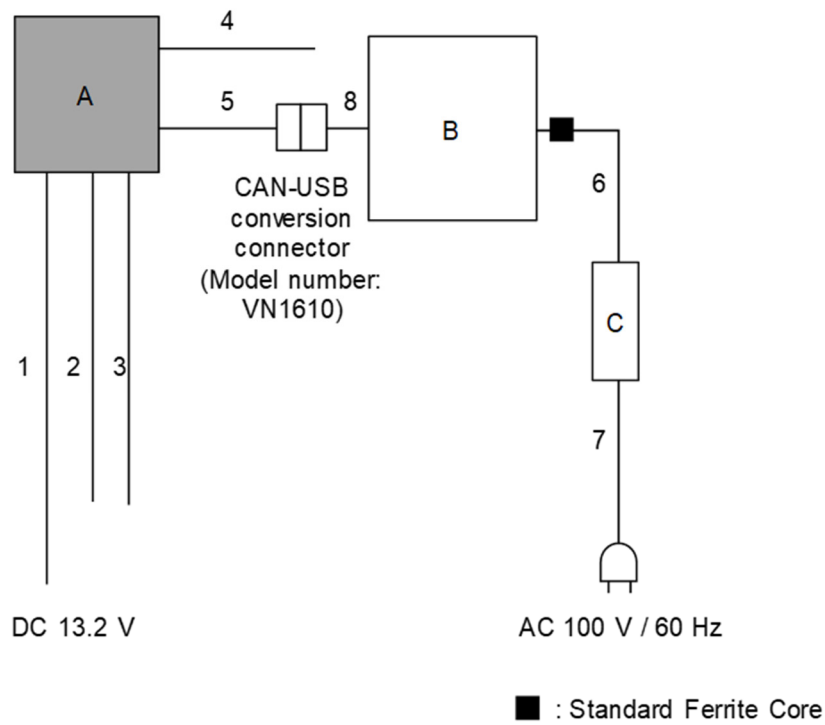 4
A
5
8
B
CAN-USB
conversion
connector
(Model number:
VN1610)
6
C
1
2
3
7
DC 13.2 V
AC 100 V / 60 Hz
: Standard Ferrite Core